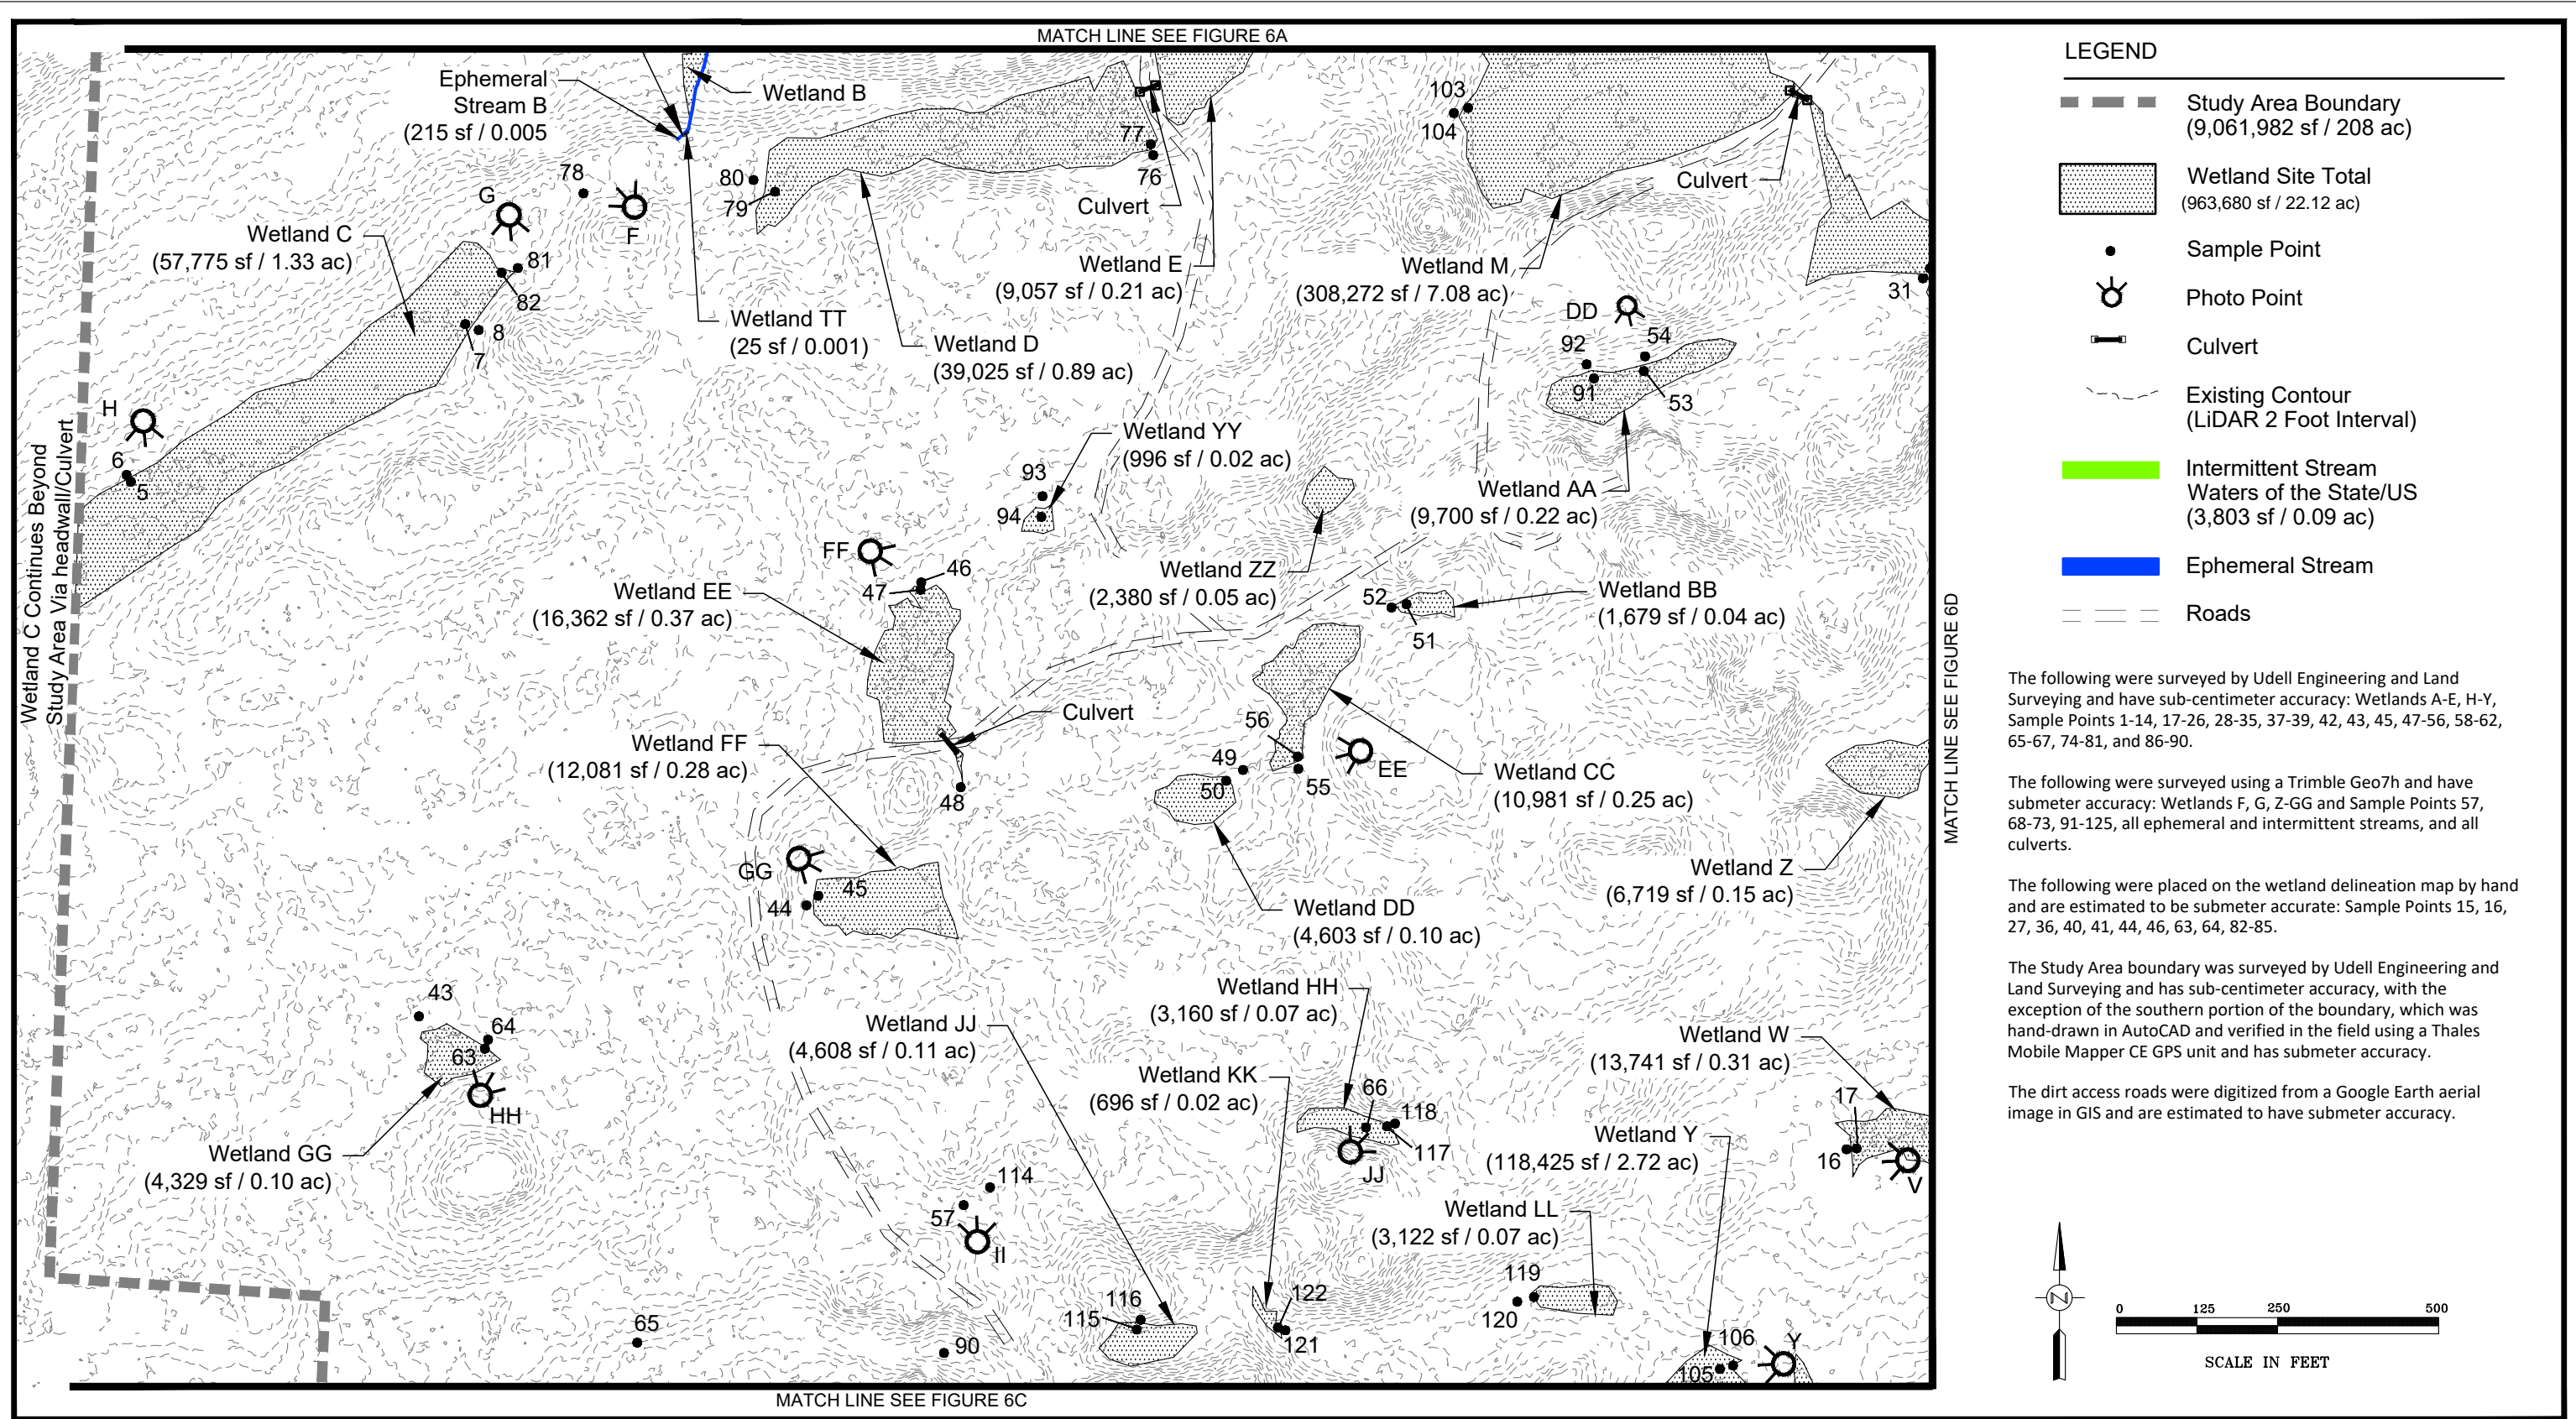 MATCH LINE SEE FIGURE 6A
Ephemeral
Stream B
(215 sf / 0.005
Wetland B
103
104
77
76
Culvert
Culvert
78
G
F
80
79
Wetland C
(57,775 sf / 1.33 ac)
81
82
8
7
Wetland E
(9,057 sf / 0.21 ac)
Wetland M
(308,272 sf / 7.08 ac)
31
Wetland TT
(25 sf / 0.001)
Wetland D
(39,025 sf / 0.89 ac)
DD
54
92
91
53
H
6
5
Wetland C Continues Beyond
Study Area Via headwall/Culvert
Wetland YY
(996 sf / 0.02 ac)
93
94
Wetland AA
(9,700 sf / 0.22 ac)
FF
46
47
Wetland ZZ
(2,380 sf / 0.05 ac)
Wetland EE
(16,362 sf / 0.37 ac)
52
51
Wetland BB
(1,679 sf / 0.04 ac)
MATCH LINE SEE FIGURE 6D
Culvert
56
49
50
55
EE
Wetland FF
(12,081 sf / 0.28 ac)
48
Wetland CC
(10,981 sf / 0.25 ac)
GG
45
44
Wetland Z
(6,719 sf / 0.15 ac)
Wetland DD
(4,603 sf / 0.10 ac)
43
64
63
HH
Wetland HH
(3,160 sf / 0.07 ac)
Wetland JJ
(4,608 sf / 0.11 ac)
Wetland W
(13,741 sf / 0.31 ac)
Wetland KK
(696 sf / 0.02 ac)
66
118
117
JJ
17
16
V
Wetland Y
(118,425 sf / 2.72 ac)
Wetland GG
(4,329 sf / 0.10 ac)
114
57
II
Wetland LL
(3,122 sf / 0.07 ac)
119
120
116
115
122
121
65
90
106
105
Y
MATCH LINE SEE FIGURE 6C
LEGEND
Study Area Boundary
(9,061,982 sf / 208 ac)
Wetland Site Total
(963,680 sf / 22.12 ac)
Sample Point
Photo Point
Culvert
Existing Contour
(LiDAR 2 Foot Interval)
Intermittent Stream
Waters of the State/US
(3,803 sf / 0.09 ac)
Ephemeral Stream
Roads
The following were surveyed by Udell Engineering and Land
Surveying and have sub-centimeter accuracy: Wetlands A-E, H-Y,
Sample Points 1-14, 17-26, 28-35, 37-39, 42, 43, 45, 47-56, 58-62,
65-67, 74-81, and 86-90.
The following were surveyed using a Trimble Geo7h and have
submeter accuracy: Wetlands F, G, Z-GG and Sample Points 57,
68-73, 91-125, all ephemeral and intermittent streams, and all
culverts.
The following were placed on the wetland delineation map by hand
and are estimated to be submeter accurate: Sample Points 15, 16,
27, 36, 40, 41, 44, 46, 63, 64, 82-85.
The Study Area boundary was surveyed by Udell Engineering and
Land Surveying and has sub-centimeter accuracy, with the
exception of the southern portion of the boundary, which was
hand-drawn in AutoCAD and verified in the field using a Thales
Mobile Mapper CE GPS unit and has submeter accuracy.
The dirt access roads were digitized from a Google Earth aerial
image in GIS and are estimated to have submeter accuracy.
N
0 125 250 500
SCALE IN FEET